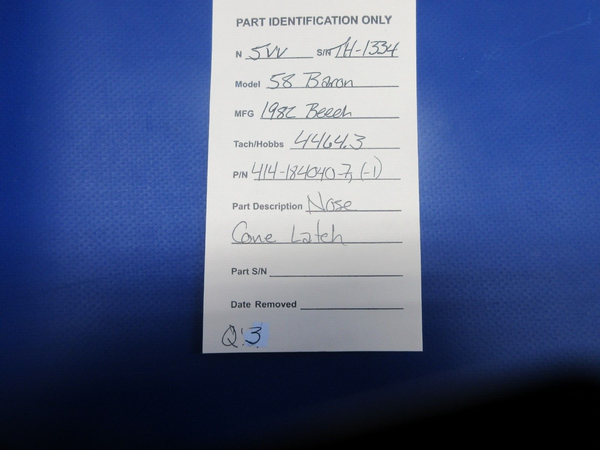 PART IDENTIFICATION ONLY
N 5VV S/N TH-1334
Model 58 Baron
MFG 1982 Beech
Tach/Hobbs 4464.3
P/N 414-184040-7, (-1)
Part Description Nose
Cone Latch
Part S/N
Date Removed
Q:3